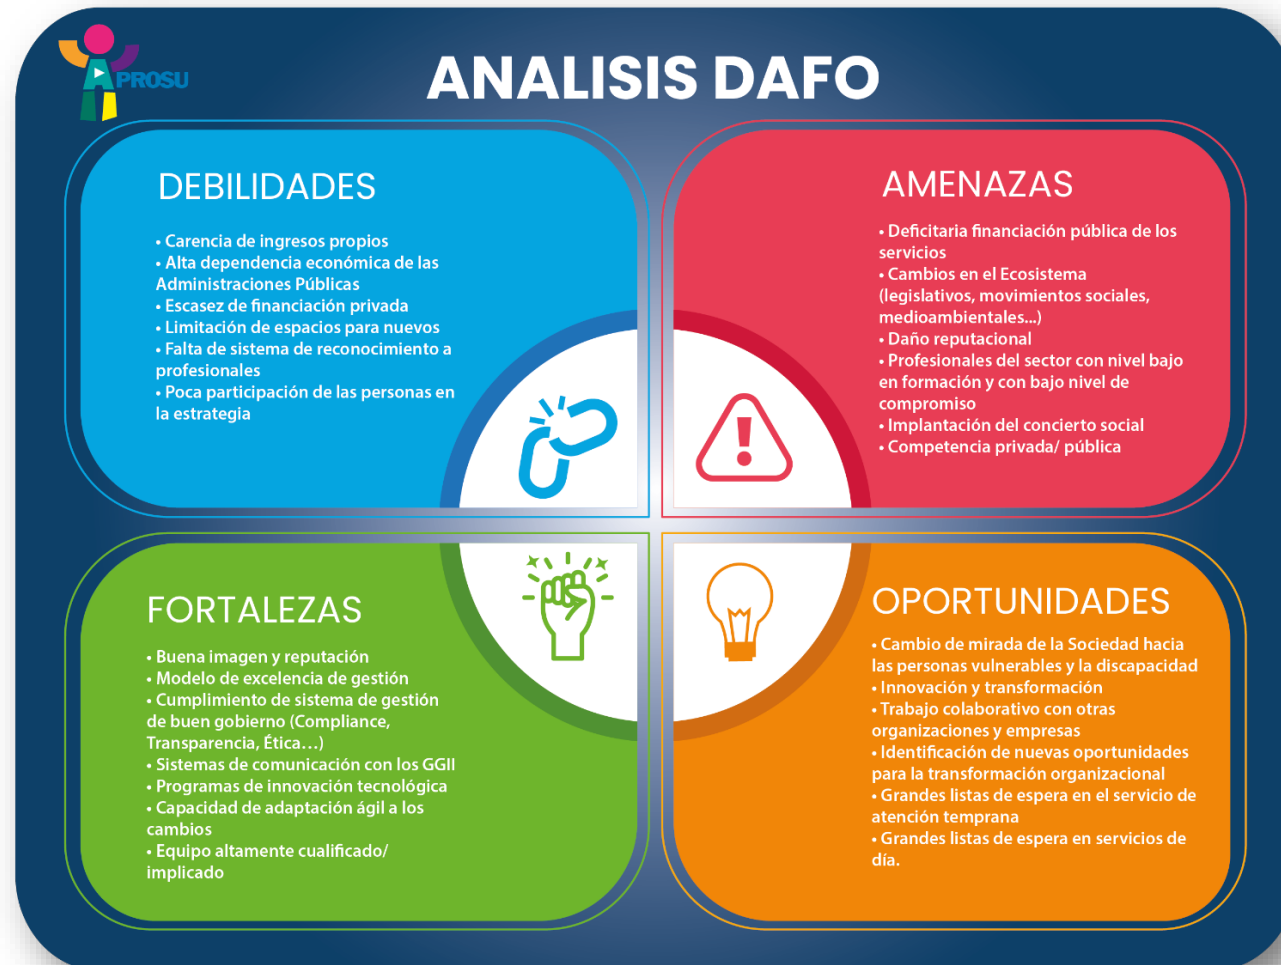 APROSU
ANALISIS DAFO
DEBILIDADES
• Carencia de ingresos propios
• Alta dependencia económica de las
Administraciones Públicas
• Escasez de financiación privada
• Limitación de espacios para nuevos
• Falta de sistema de reconocimiento a
profesionales
• Poca participación de las personas en
la estrategia
AMENAZAS
• Deficitaria financiación pública de los
servicios
• Cambios en el Ecosistema
(legislativos, movimientos sociales,
medioambientales...)
• Daño reputacional
• Profesionales del sector con nivel bajo
en formación y con bajo nivel de
compromiso
• Implantación del concierto social
• Competencia privada/ pública
FORTALEZAS
• Buena imagen y reputación
• Modelo de excelencia de gestión
• Cumplimiento de sistema de gestión
de buen gobierno (Compliance,
Transparencia, Ética…)
• Sistemas de comunicación con los GGII
• Programas de innovación tecnológica
• Capacidad de adaptación ágil a los
cambios
• Equipo altamente cualificado/
implicado
OPORTUNIDADES
• Cambio de mirada de la Sociedad hacia
las personas vulnerables y la discapacidad
• Innovación y transformación
• Trabajo colaborativo con otras
organizaciones y empresas
• Identificación de nuevas oportunidades
para la transformación organizacional
• Grandes listas de espera en el servicio de
atención temprana
• Grandes listas de espera en servicios de
día.